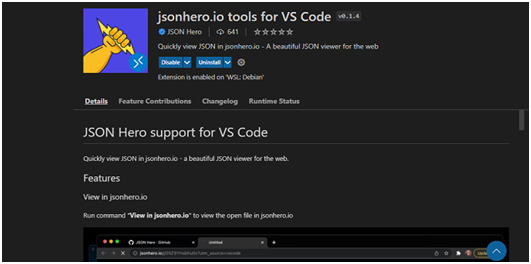 jsonhero.io tools for VS Code v0.1.4
JSON Hero 641
Quickly view JSON in jsonhero.io - A beautiful JSON viewer for the web
Disable Uninstall
Extension is enabled on 'WSL: Debian'
Details Feature Contributions Changelog Runtime Status
JSON Hero support for VS Code
Quickly view JSON in jsonhero.io - a beautiful JSON viewer for the web.
Features
View in jsonhero.io
Run command "View in jsonhero.io" to view the open file in jsonhero.io
JSON Hero - GitHub Untitled